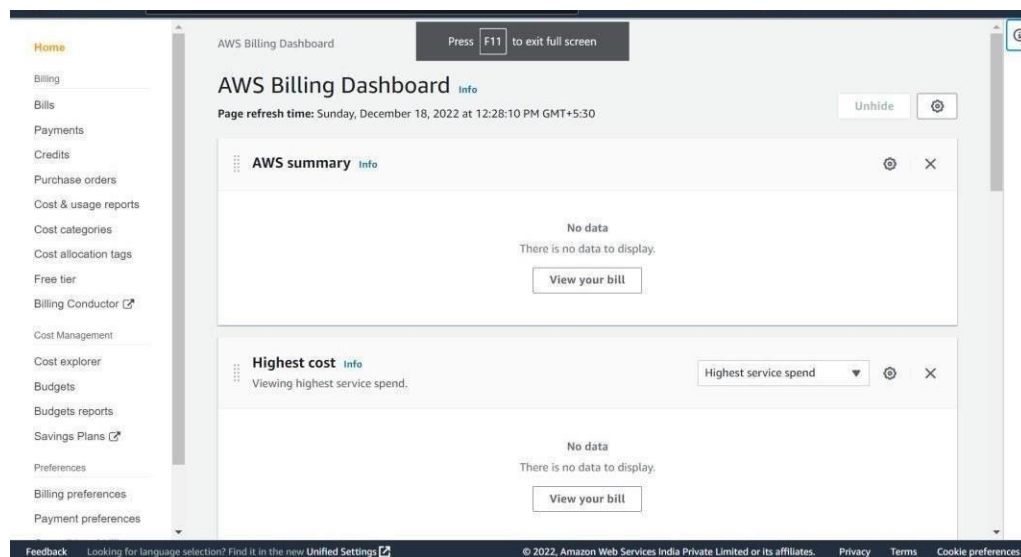 Home
Billing
Bills
Payments
Credits
Purchase orders
Cost & usage reports
Cost categories
Cost allocation tags
Free tier
Billing Conductor
Cost Management
Cost explorer
Budgets
Budgets reports
Savings Plans
Preferences
Billing preferences
Payment preferences
AWS Billing Dashboard
Press F11 to exit full screen
AWS Billing Dashboard Info
Page refresh time: Sunday, December 18, 2022 at 12:28:10 PM GMT+5:30
Unhide
AWS summary Info
No data
There is no data to display.
View your bill
Highest cost Info
Viewing highest service spend.
Highest service spend
No data
There is no data to display.
View your bill
Feedback Looking for language selection? Find it in the new Unified Settings © 2022, Amazon Web Services India Private Limited or its affiliates. Privacy Terms Cookie preferences